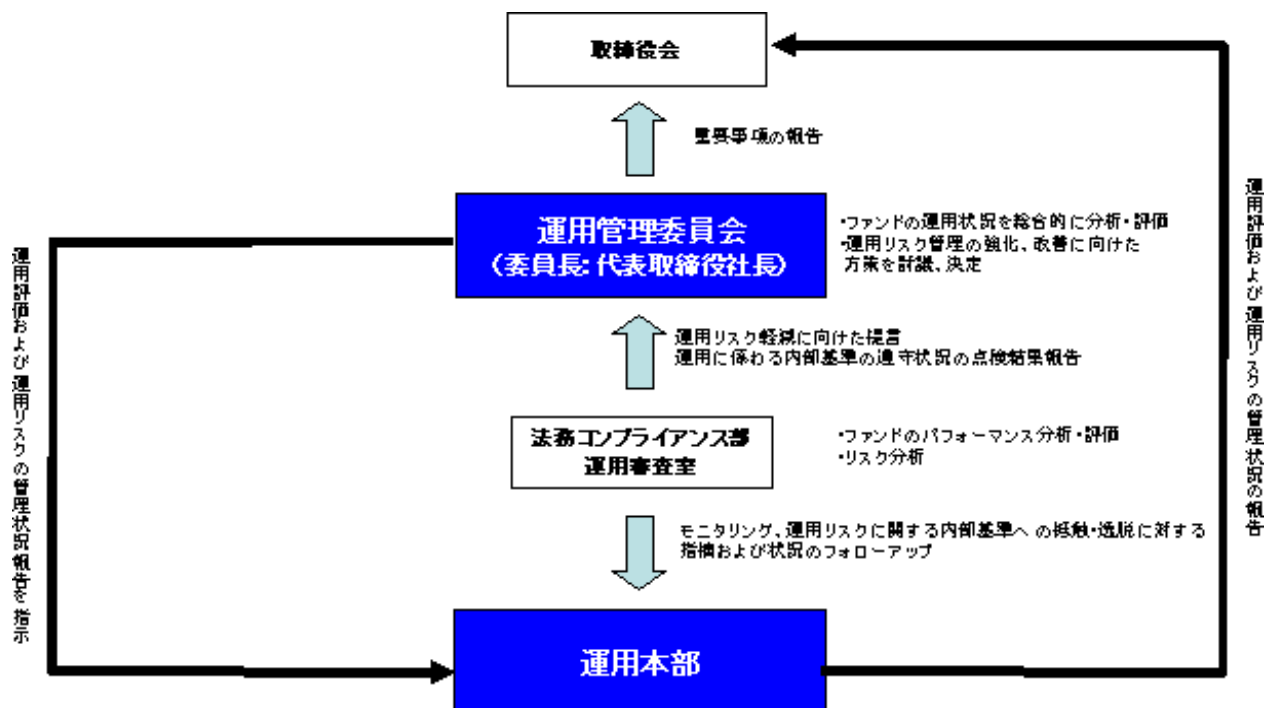 取締役会
重要事項の報告
運用管理委員会
(委員長: 代表取締役社長)
・ファンドの運用状況を総合的に分析・評価
・運用リスク管理の強化、改善に向けた
方策を討議、決定
運用リスク軽減に向けた提言
運用に係わる内部基準の遵守状況の点検結果報告
法務コンプライアンス部
運用審査室
・ファンドのパフォーマンス分析・評価
・リスク分析
モニタリング、運用リスクに関する内部基準への抵触・逸脱に対する
指摘および状況のフォローアップ
運用本部
運用評価および運用リスクの管理状況報告を指示
運用評価および運用リスクの管理状況の報告